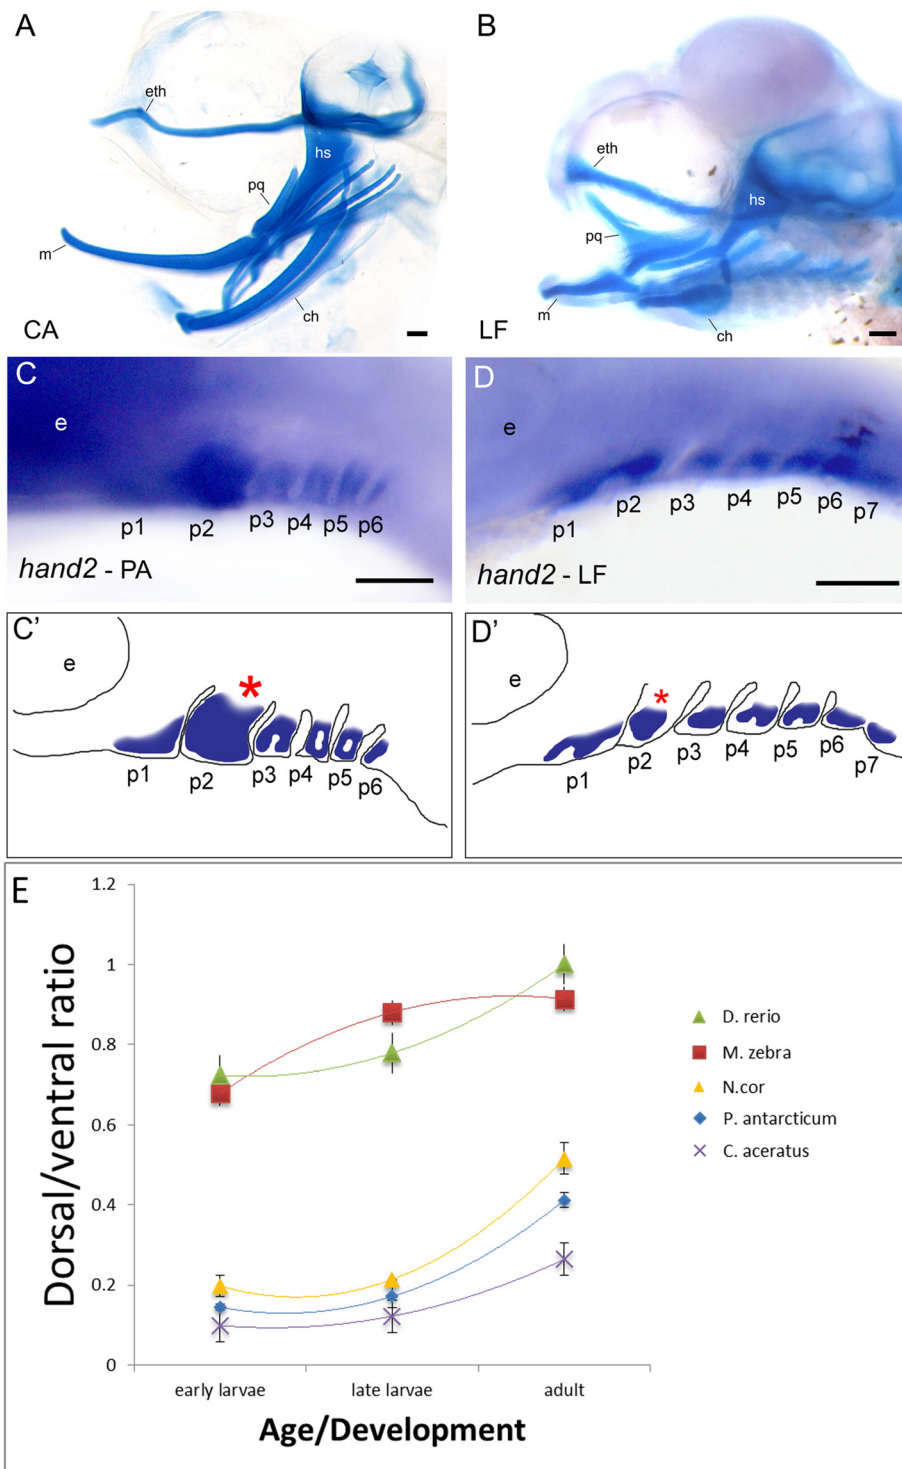 A
eth
hs
pq
m
ch
CA
B
eth
hs
pq
m
ch
LF
C
e
p1
p2
p3
p4
p5
p6
hand2 - PA
D
e
p1
p2
p3
p4
p5
p6
p7
hand2 - LF
C'
e
*
p1
p2
p3
p4
p5
p6
D'
e
*
p1
p2
p3
p4
p5
p6
p7
E
Dorsal/ventral ratio
1.2
1
0.8
0.6
0.4
0.2
0
early larvae
late larvae
adult
Age/Development
D. rerio
M. zebra
N.cor
P. antarcticum
C. aceratus